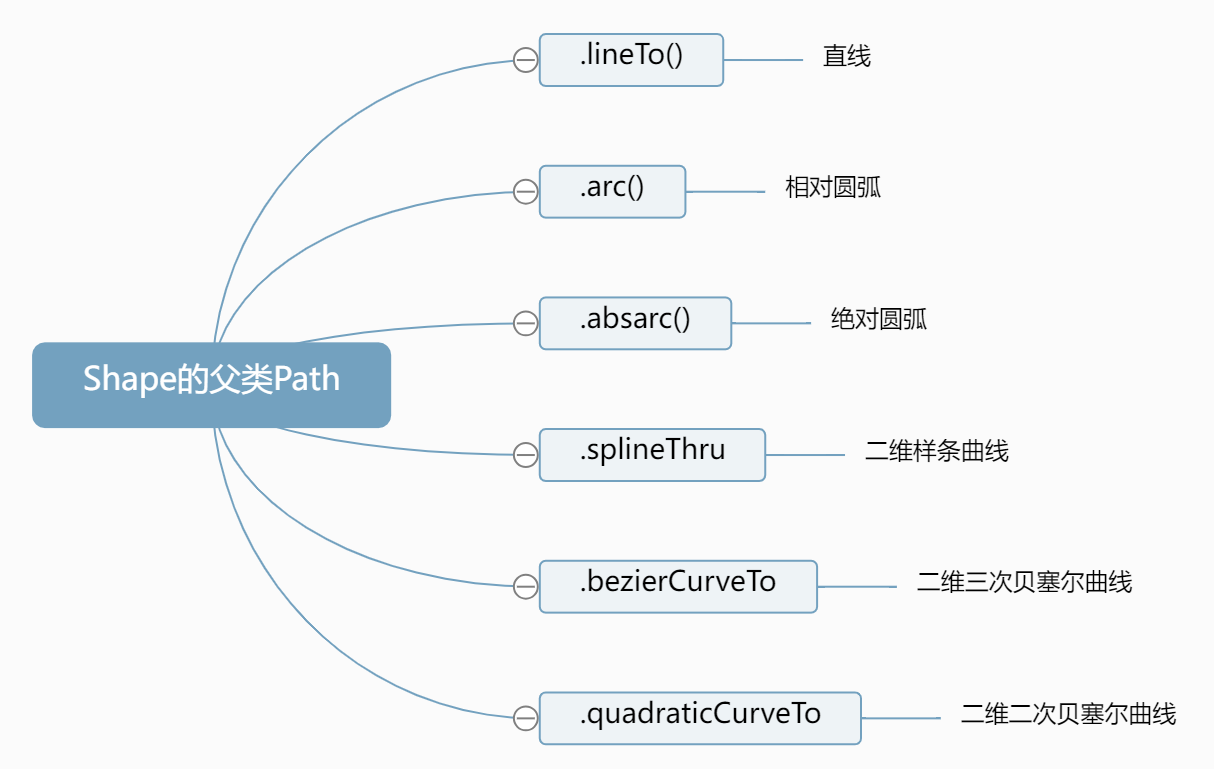 .lineTo()
直线
.arc()
相对圆弧
.absarc()
绝对圆弧
Shape的父类Path
.splineThru
二维样条曲线
.bezierCurveTo
二维三次贝塞尔曲线
.quadraticCurveTo
二维二次贝塞尔曲线